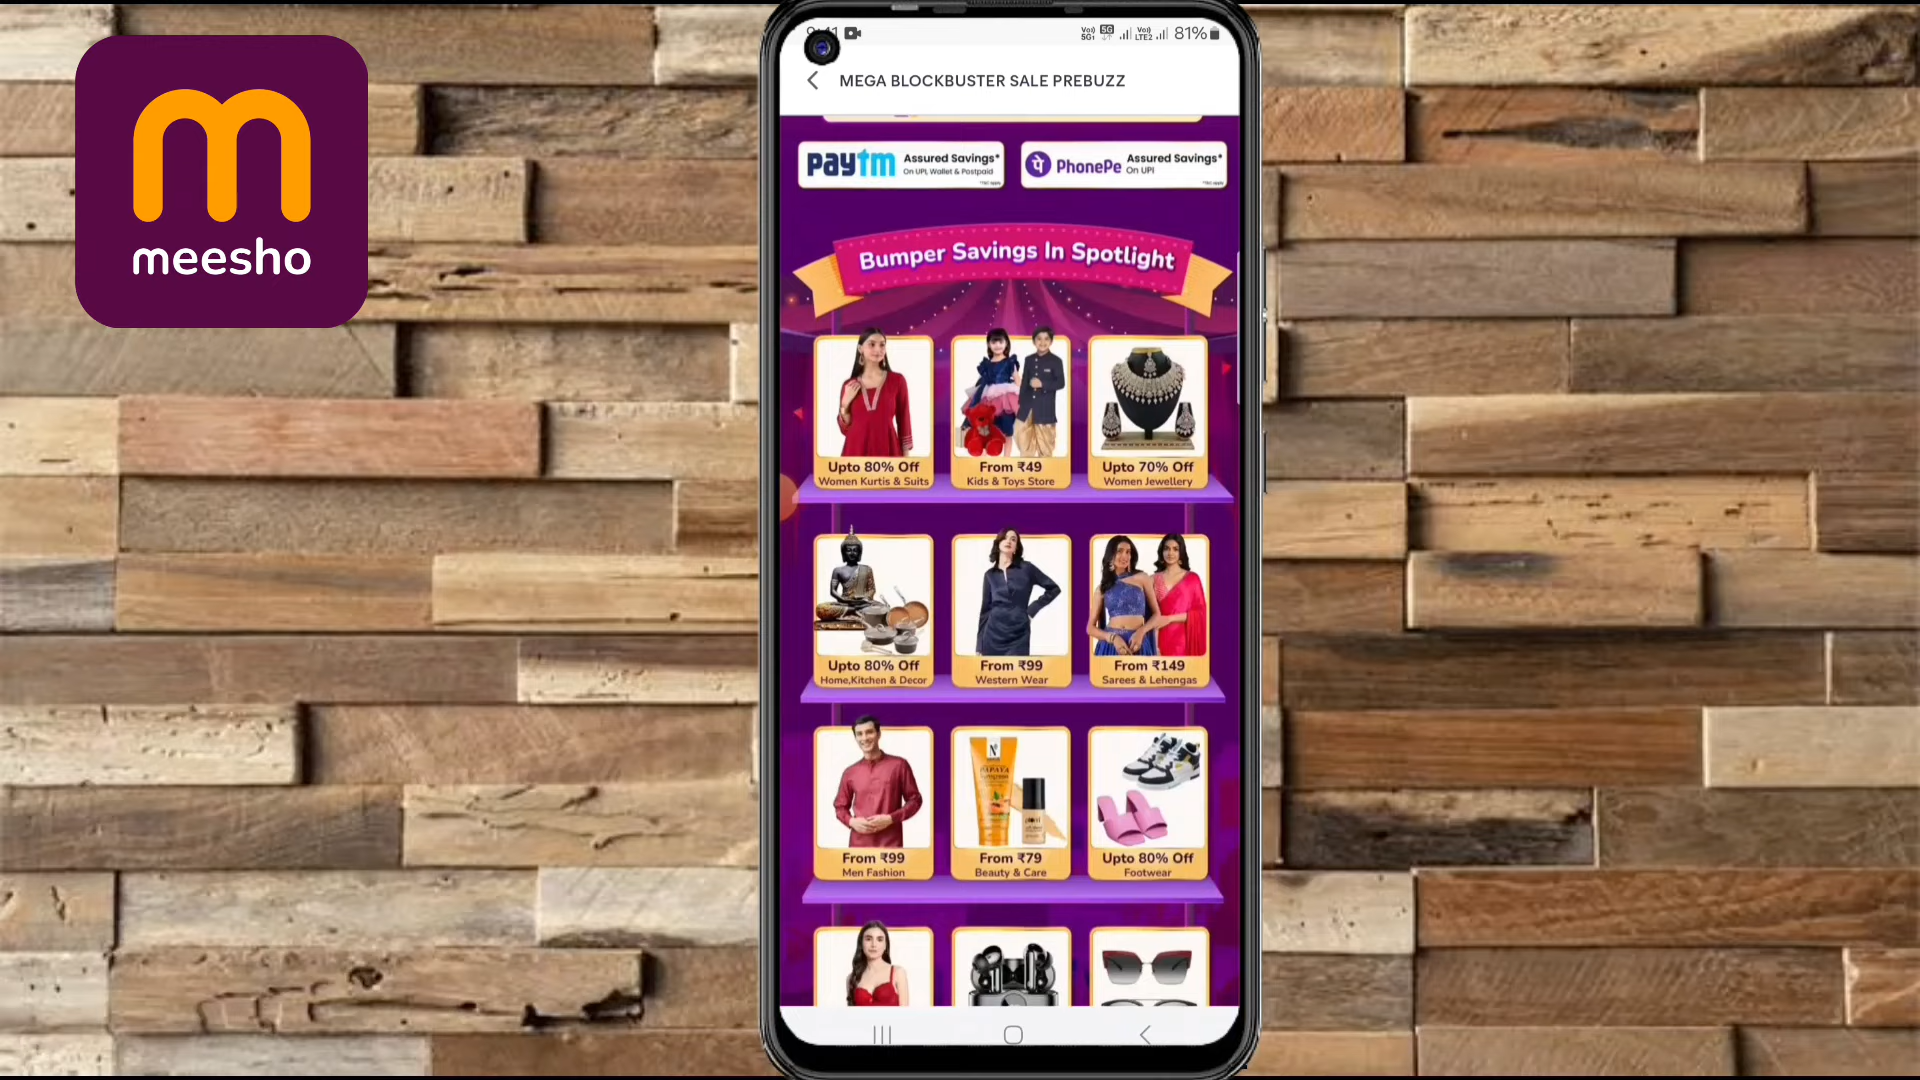 meesho
81%
MEGA BLOCKBUSTER SALE PREBUZZ
paytm Assured Savings*
On UPI, Wallet & Postpaid
PhonePe Assured Savings*
On UPI
Bumper Savings In Spotlight
Upto 80% Off
Women Kurtis & Suits
From ₹49
Kids & Toys Store
Upto 70% Off
Women Jewellery
Upto 80% Off
Home,Kitchen & Decor
From ₹99
Western Wear
From ₹149
Sarees & Lehengas
PAPAYA
From ₹99
Men Fashion
From ₹79
Beauty & Care
Upto 80% Off
Footwear